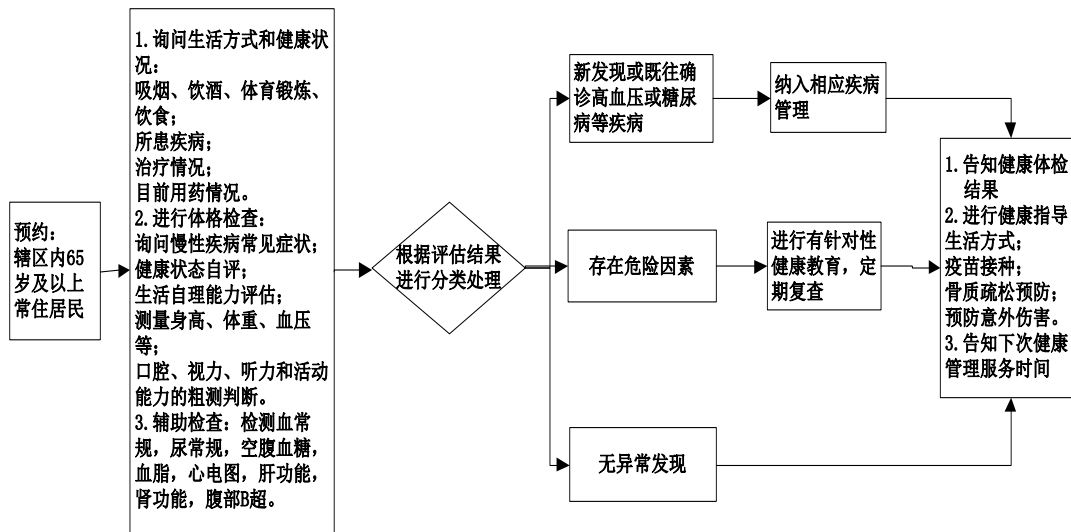 预约：
辖区内65
岁及以上
常住居民
1.询问生活方式和健康状
况：
吸烟、饮酒、体育锻炼、
饮食；
所患疾病；
治疗情况；
目前用药情况。
2.进行体格检查：
询问慢性疾病常见症状；
健康状态自评；
生活自理能力评估；
测量身高、体重、血压
等；
口腔、视力、听力和活动
能力的粗测判断。
3.辅助检查：检测血常
规，尿常规，空腹血糖，
血脂，心电图，肝功能，
肾功能，腹部B超。
根据评估结果
进行分类处理
新发现或既往确
诊高血压或糖尿
病等疾病
纳入相应疾病
管理
存在危险因素
进行有针对性
健康教育，定
期复查
无异常发现
1.告知健康体检
结果
2.进行健康指导
生活方式；
疫苗接种；
骨质疏松预防；
预防意外伤害。
3.告知下次健康
管理服务时间